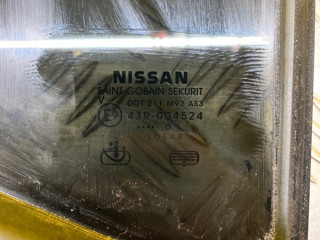 NISSAN
SAINT-GOBAIN SEKURIT
V DOT 211 M92 AS3
43R-004524